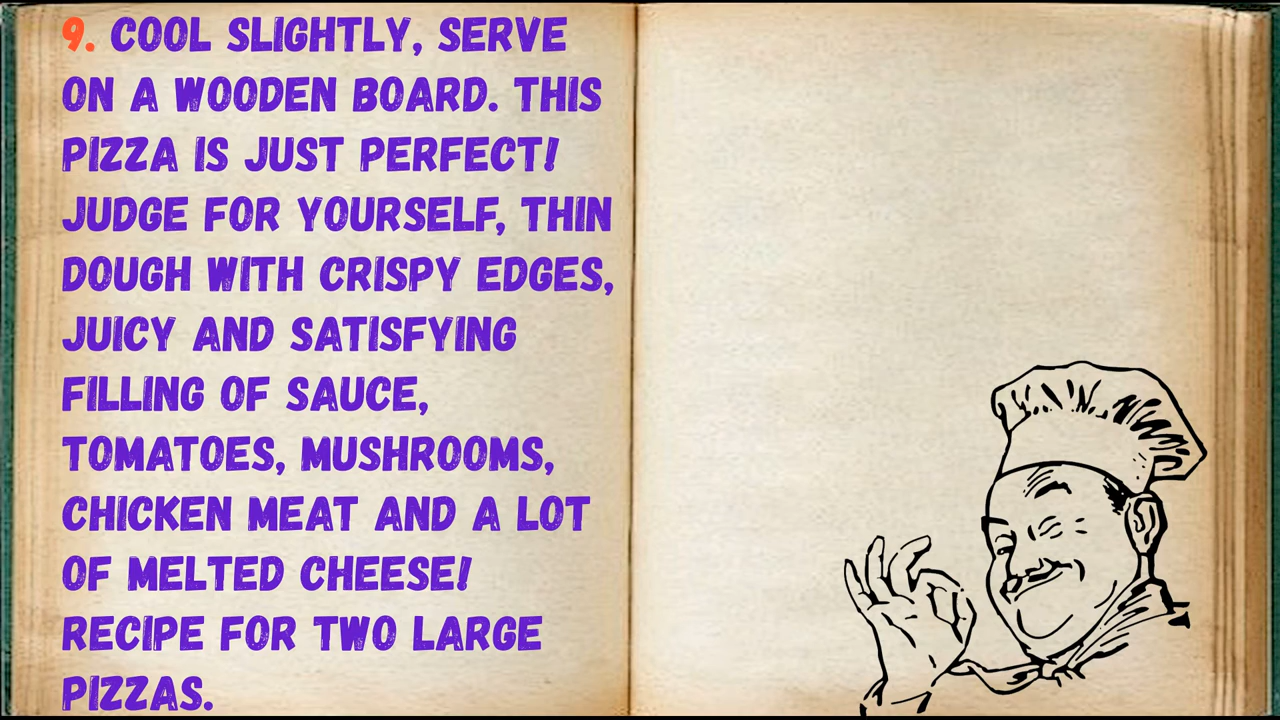 9. COOL SLIGHTLY, SERVE
ON A WOODEN BOARD. THIS
PIZZA IS JUST PERFECT!
JUDGE FOR YOURSELF, THIN
DOUGH WITH CRISPY EDGES,
JUICY AND SATISFYING
FILLING OF SAUCE,
TOMATOES, MUSHROOMS,
CHICKEN MEAT AND A LOT
OF MELTED CHEESE!
RECIPE FOR TWO LARGE
PIZZAS.